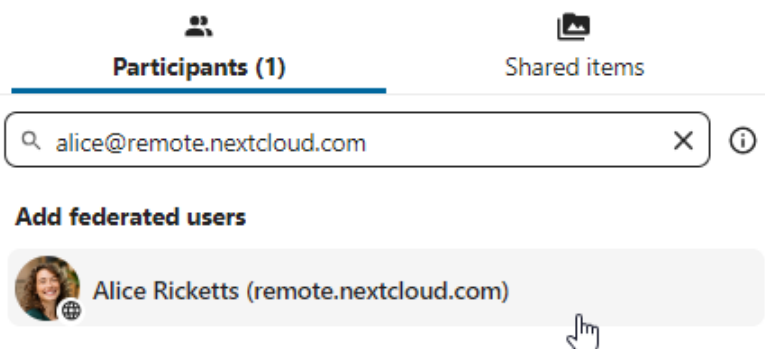 Participants (1)
Shared items
alice@remote.nextcloud.com
Add federated users
Alice Ricketts (remote.nextcloud.com)